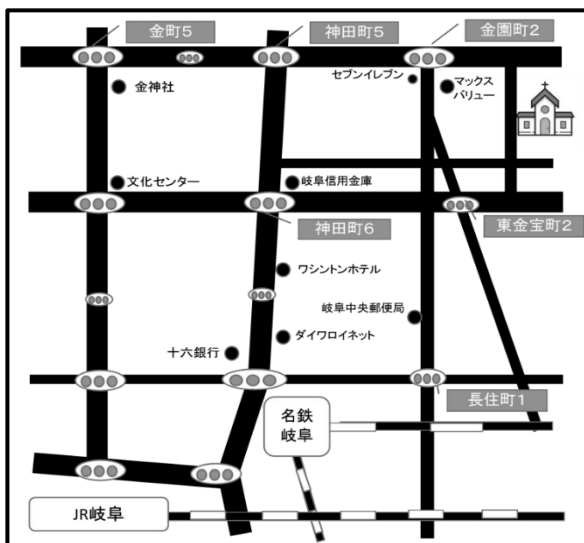 金町5
神田町5
金園町2
セブンイレブン
マックス
バリュー
金神社
文化センター
岐阜信用金庫
神田町6
東金宝町2
ワシントンホテル
岐阜中央郵便局
ダイワロイネット
十六銀行
長住町1
名鉄
岐阜
JR岐阜